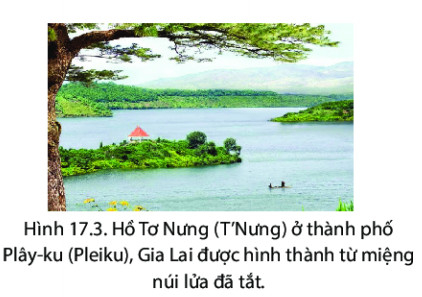 Hình 17.3. Hồ Tơ Nưng (T’Nưng) ở thành phố
Plây-ku (Pleiku), Gia Lai được hình thành từ miệng
núi lửa đã tắt.